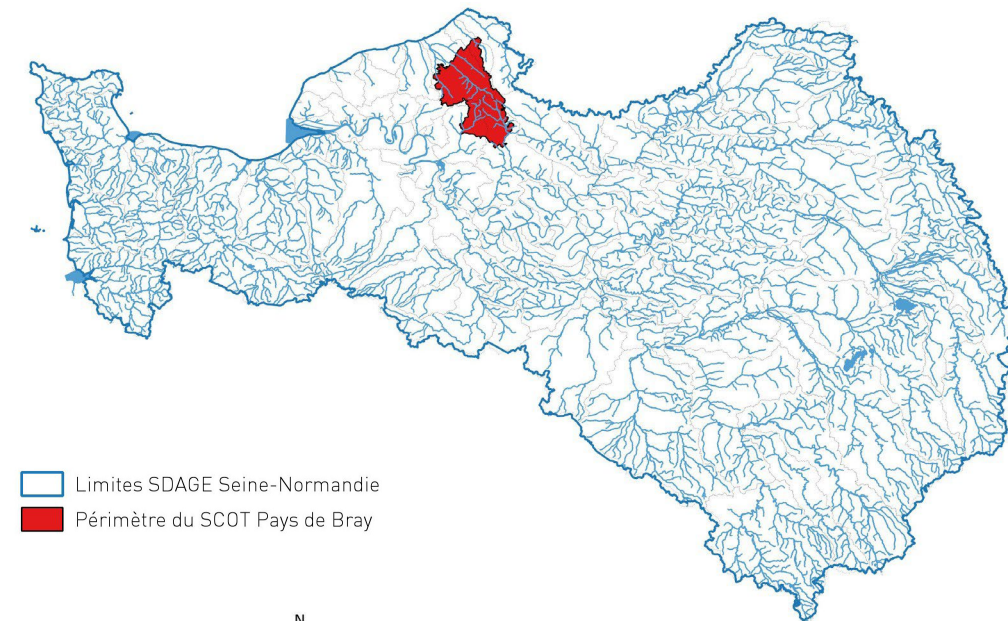 Limites SDAGE Seine-Normandie
Périmètre du SCOT Pays de Bray
N